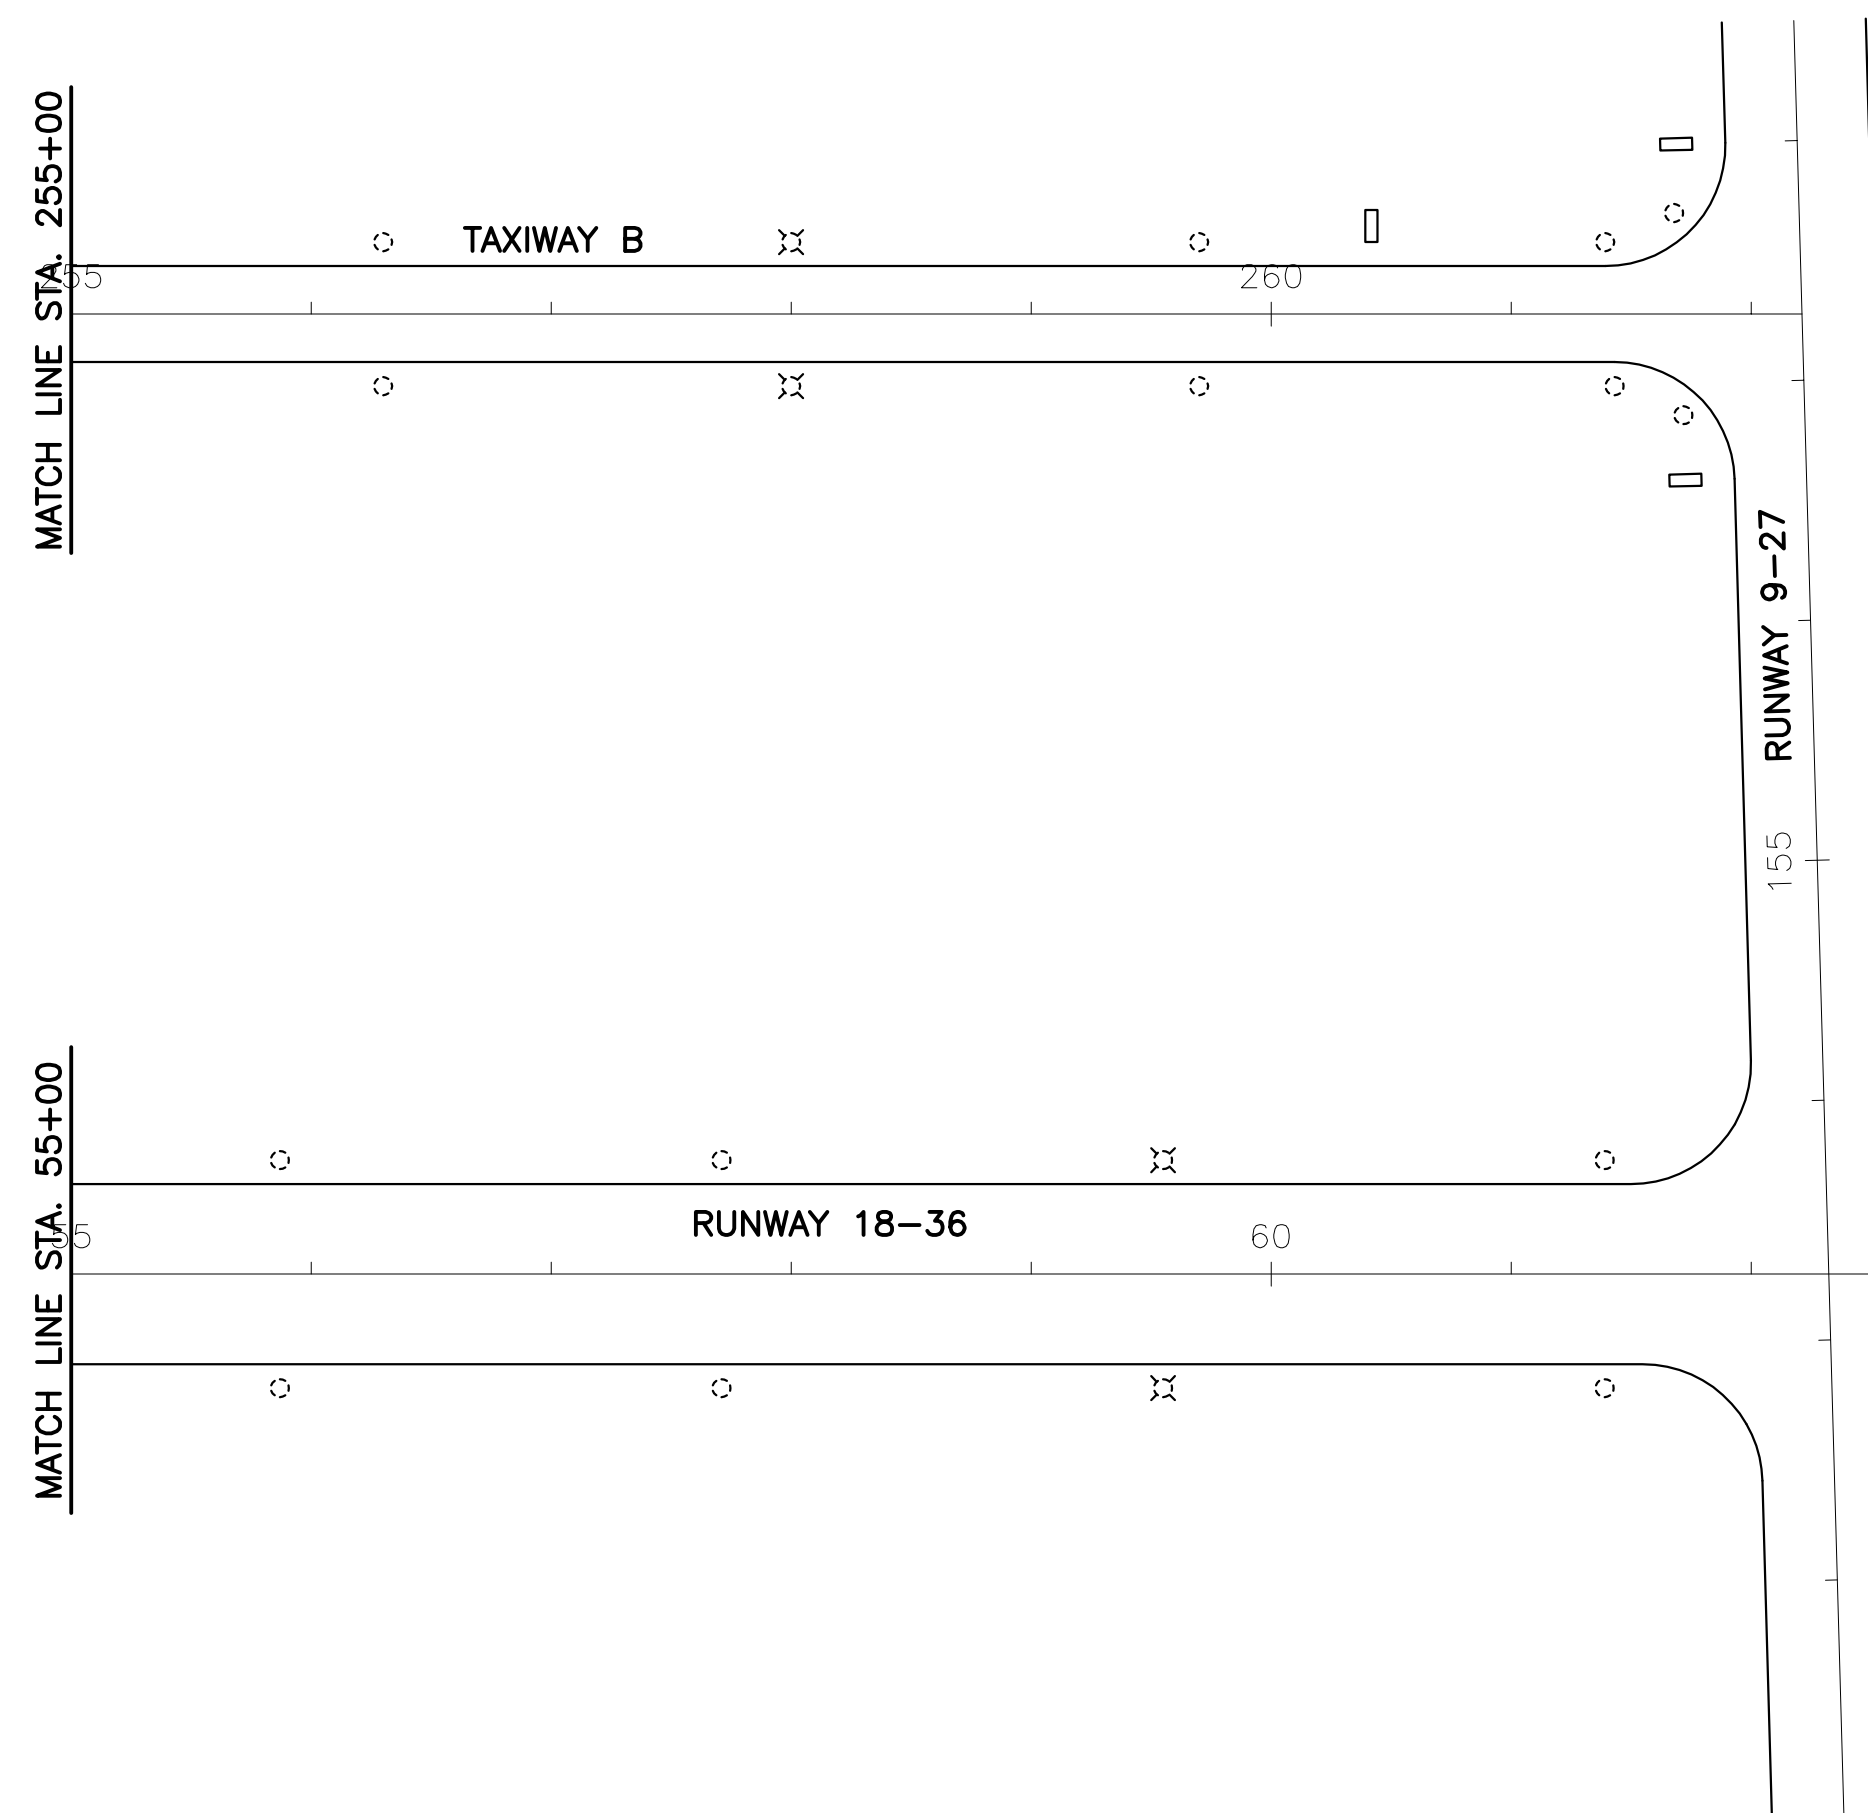 MATCH LINE STA. 255+00
TAXIWAY B
255
260
RUNWAY 9-27
155
MATCH LINE STA. 55+00
RUNWAY 18-36
55
60